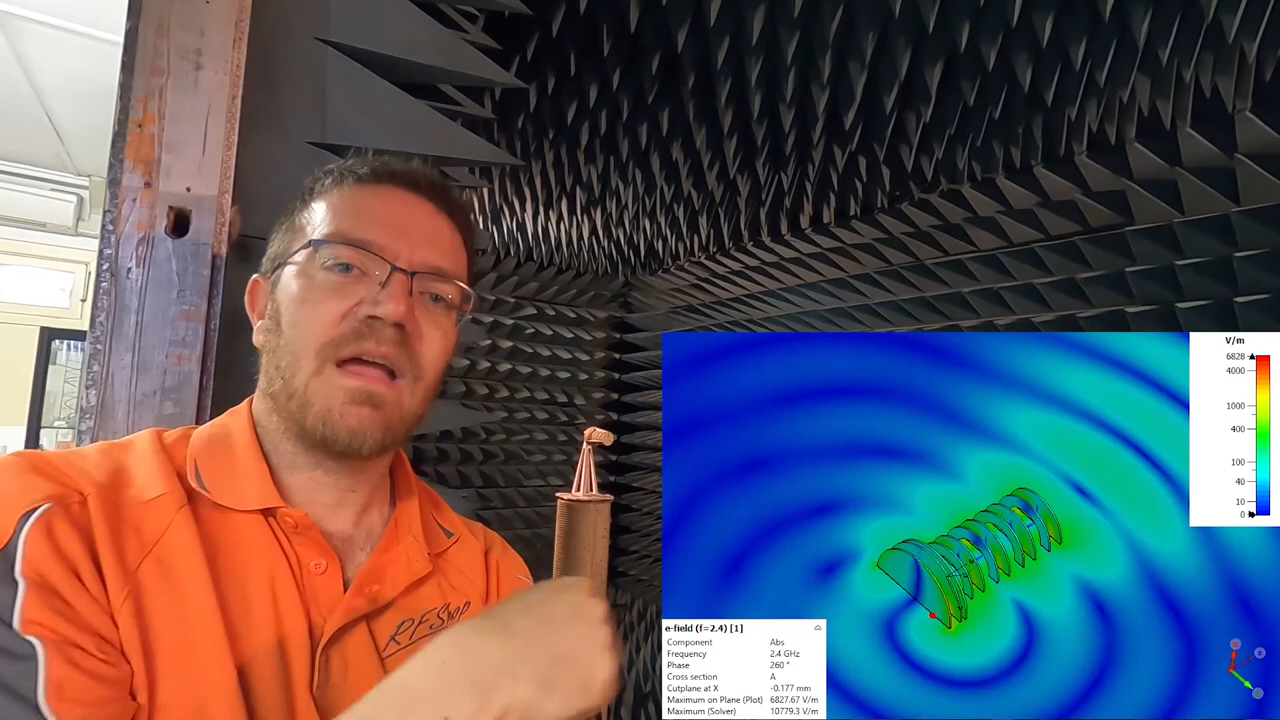 RFShop
V/m
6828
4000
1000
400
100
40
10
0
e-field (f=2.4) [1]
Component Abs
Frequency 2.4 GHz
Phase 260 °
Cross section A
Cutplane at X -0.177 mm
Maximum on Plane (Plot) 6827.67 V/m
Maximum (Solver) 10779.3 V/m